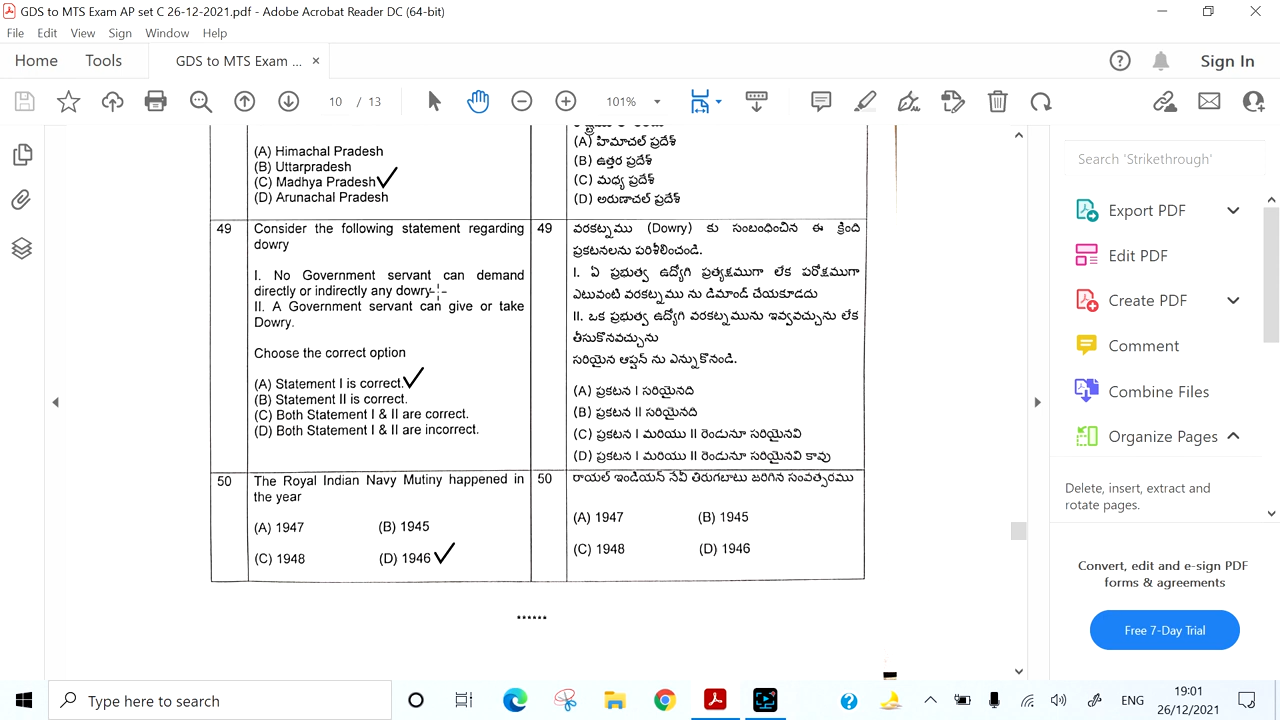 GDS to MTS Exam AP set C 26-12-2021.pdf - Adobe Acrobat Reader DC (64-bit)
File Edit View Sign Window Help
Home Tools GDS to MTS Exam ... × Sign In
10 / 13 101%
(A) Himachal Pradesh
(B) Uttarpradesh
(C) Madhya Pradesh
(D) Arunachal Pradesh
(A) హిమాచల్ ప్రదేశ్
(B) ఉత్తర ప్రదేశ్
(C) మధ్య ప్రదేశ్
(D) అరుణాచల్ ప్రదేశ్
49 Consider the following statement regarding
dowry
I. No Government servant can demand
directly or indirectly any dowry
II. A Government servant can give or take
Dowry.
Choose the correct option
(A) Statement I is correct.
(B) Statement II is correct.
(C) Both Statement I & II are correct.
(D) Both Statement I & II are incorrect.
49 వరకట్నము (Dowry) కు సంబంధించిన ఈ క్రింది
ప్రకటనలను పరిశీలించండి.
I. ఏ ప్రభుత్వ ఉద్యోగి ప్రత్యక్షముగా లేక పరోక్షముగా
ఎటువంటి వరకట్నము ను డిమాండ్ చేయకూడదు
II. ఒక ప్రభుత్వ ఉద్యోగి వరకట్నమును ఇవ్వవచ్చును లేక
తీసుకొనవచ్చును
సరియైన ఆప్షన్ ను ఎన్నుకొనండి.
(A) ప్రకటన I సరియైనది
(B) ప్రకటన II సరియైనది
(C) ప్రకటన I మరియు II రెండునూ సరియైనవి
(D) ప్రకటన I మరియు II రెండునూ సరియైనవి కావు
50 The Royal Indian Navy Mutiny happened in
the year
(A) 1947 (B) 1945
(C) 1948 (D) 1946
50 రాయల్ ఇండియన్ నేవీ తిరుగబాటు జరిగిన సంవత్సరము
(A) 1947 (B) 1945
(C) 1948 (D) 1946
******
Search 'Strikethrough'
Export PDF
Edit PDF
Create PDF
Comment
Combine Files
Organize Pages
Delete, insert, extract and
rotate pages.
Convert, edit and e-sign PDF
forms & agreements
Free 7-Day Trial
Type here to search
ENG 19:01
26/12/2021